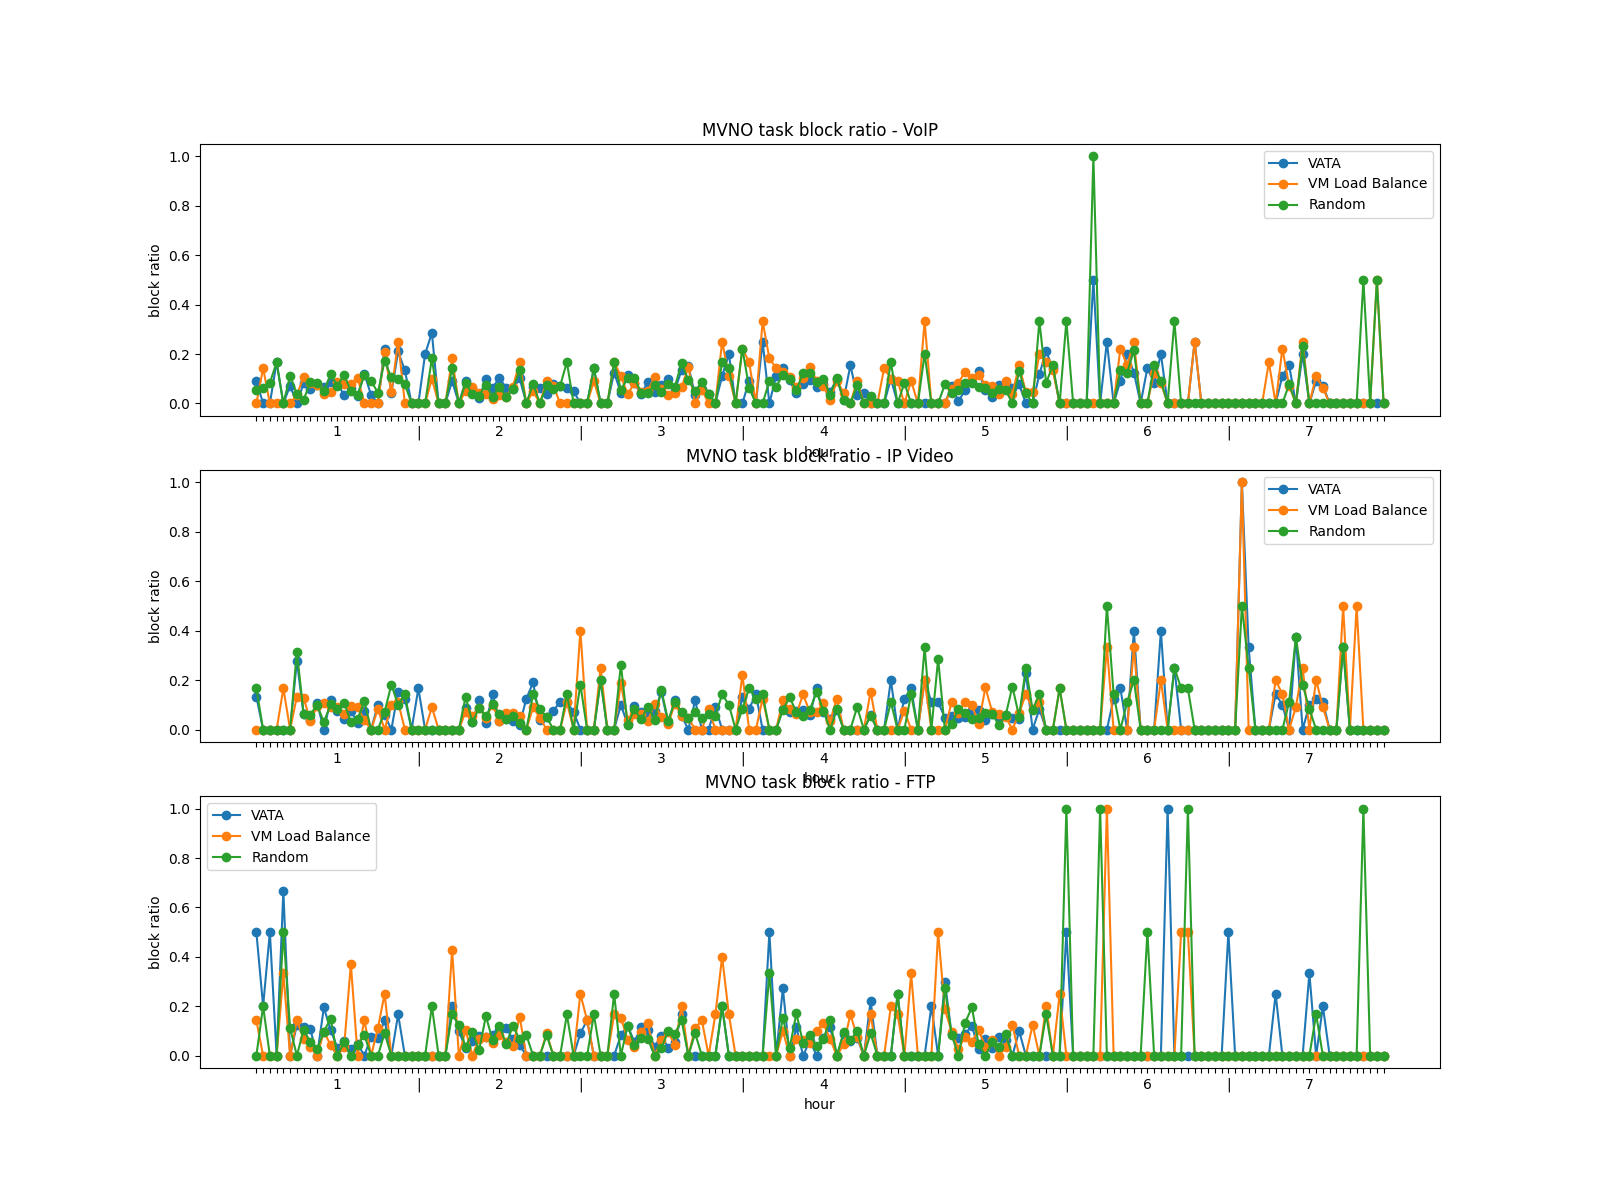 MVNO task block ratio - VoIP
1.0
0.8
0.6
0.4
0.2
0.0
block ratio
VATA
VM Load Balance
Random
1 | 2 | 3 | 4 | 5 | 6 | 7
hour
MVNO task block ratio - IP Video
1.0
0.8
0.6
0.4
0.2
0.0
block ratio
VATA
VM Load Balance
Random
1 | 2 | 3 | 4 | 5 | 6 | 7
hour
MVNO task block ratio - FTP
1.0
0.8
0.6
0.4
0.2
0.0
block ratio
VATA
VM Load Balance
Random
1 | 2 | 3 | 4 | 5 | 6 | 7
hour